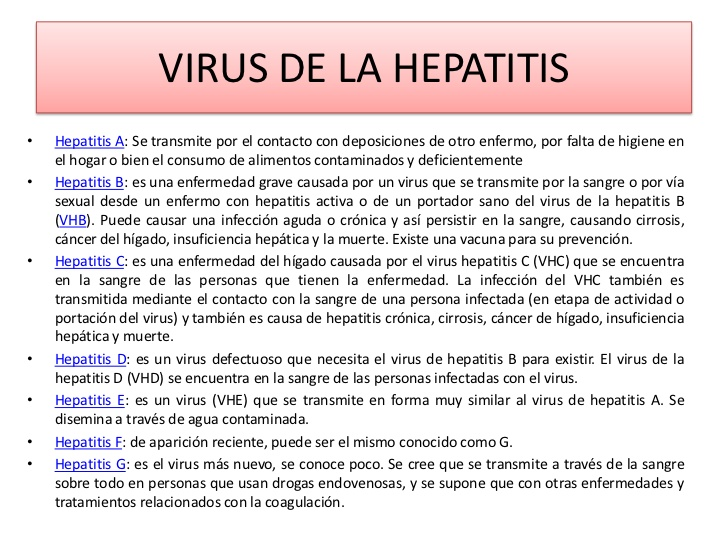 VIRUS DE LA HEPATITIS
• Hepatitis A: Se transmite por el contacto con deposiciones de otro enfermo, por falta de higiene en
el hogar o bien el consumo de alimentos contaminados y deficientemente
• Hepatitis B: es una enfermedad grave causada por un virus que se transmite por la sangre o por vía
sexual desde un enfermo con hepatitis activa o de un portador sano del virus de la hepatitis B
(VHB). Puede causar una infección aguda o crónica y así persistir en la sangre, causando cirrosis,
cáncer del hígado, insuficiencia hepática y la muerte. Existe una vacuna para su prevención.
• Hepatitis C: es una enfermedad del hígado causada por el virus hepatitis C (VHC) que se encuentra
en la sangre de las personas que tienen la enfermedad. La infección del VHC también es
transmitida mediante el contacto con la sangre de una persona infectada (en etapa de actividad o
portación del virus) y también es causa de hepatitis crónica, cirrosis, cáncer de hígado, insuficiencia
hepática y muerte.
• Hepatitis D: es un virus defectuoso que necesita el virus de hepatitis B para existir. El virus de la
hepatitis D (VHD) se encuentra en la sangre de las personas infectadas con el virus.
• Hepatitis E: es un virus (VHE) que se transmite en forma muy similar al virus de hepatitis A. Se
disemina a través de agua contaminada.
• Hepatitis F: de aparición reciente, puede ser el mismo conocido como G.
• Hepatitis G: es el virus más nuevo, se conoce poco. Se cree que se transmite a través de la sangre
sobre todo en personas que usan drogas endovenosas, y se supone que con otras enfermedades y
tratamientos relacionados con la coagulación.